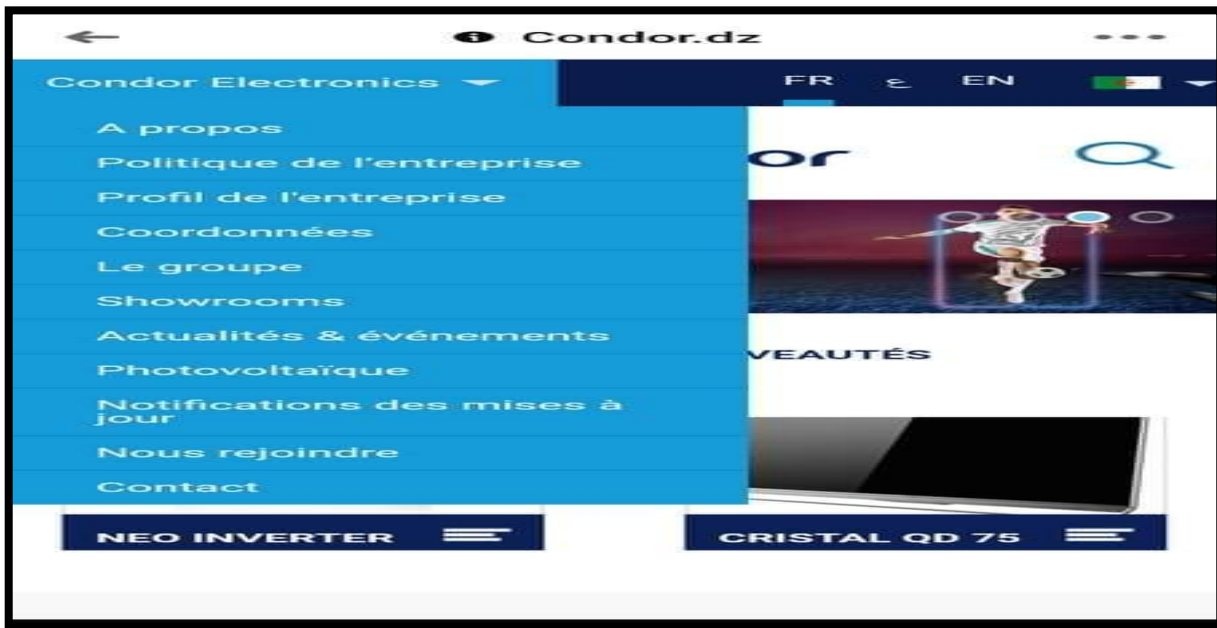 Condor.dz
Condor Electronics
FR ع EN
A propos
Politique de l'entreprise
Profil de l'entreprise
Coordonnées
Le groupe
Showrooms
Actualités & événements
Photovoltaïque
Notifications des mises à
jour
Nous rejoindre
Contact
or
VEAUTÉS
NEO INVERTER
CRISTAL QD 75